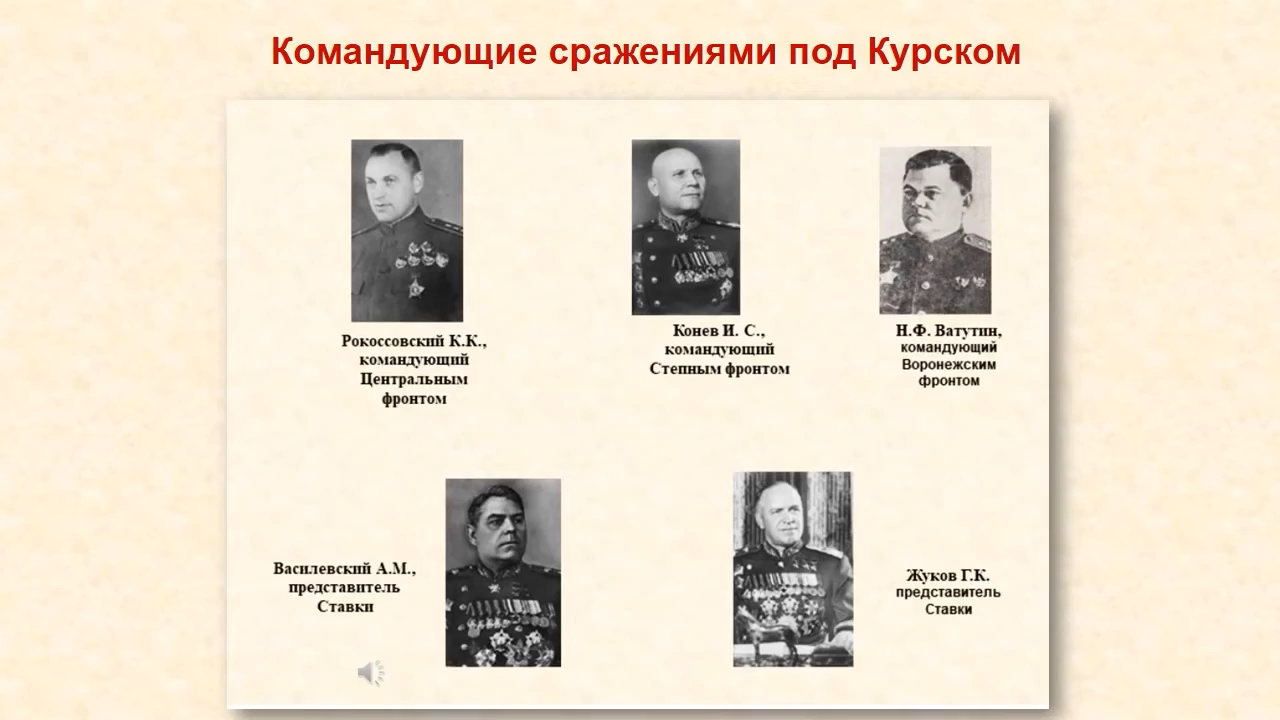 Командующие сражениями под Курском
Рокоссовский К.К.,
командующий
Центральным
фронтом
Конев И. С.,
командующий
Степным фронтом
Н.Ф. Ватутин,
командующий
Воронежским
фронтом
Василевский А.М.,
представитель
Ставки
Жуков Г.К.
представитель
Ставки